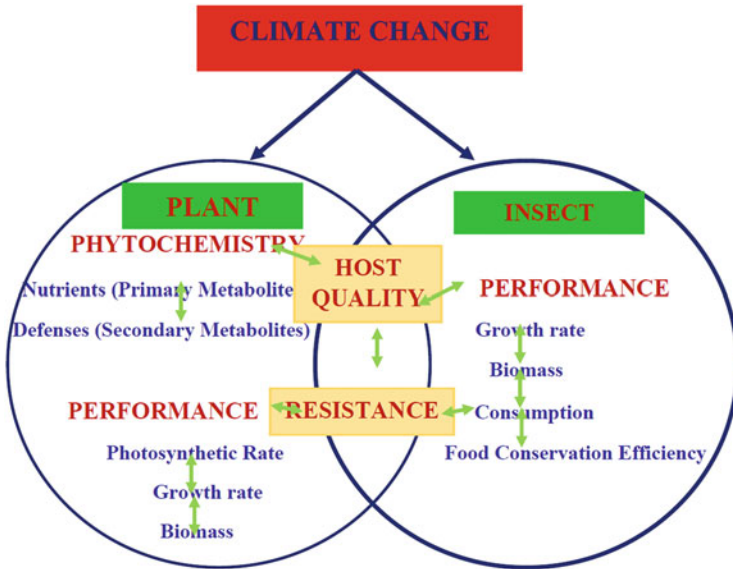 CLIMATE CHANGE
PLANT
INSECT
PHYTOCHEMISTRY
HOST
QUALITY
Nutrients (Primary Metabolite
Defenses (Secondary Metabolites)
PERFORMANCE
Growth rate
Biomass
Consumption
Food Conservation Efficiency
PERFORMANCE
RESISTANCE
Photosynthetic Rate
Growth rate
Biomass